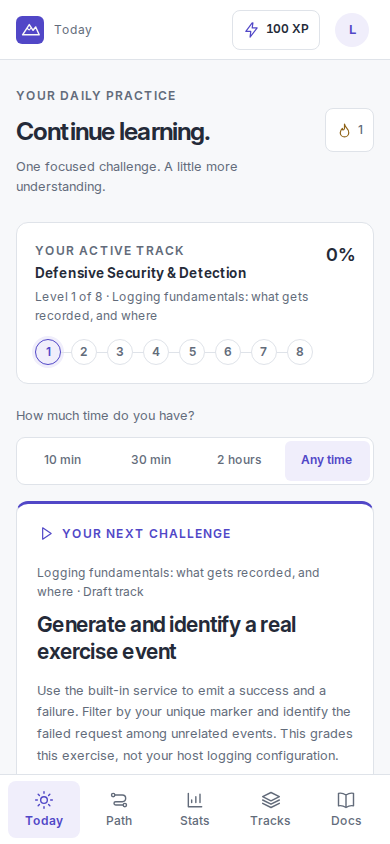 Today
100 XP
L
YOUR DAILY PRACTICE
Continue learning.
1
One focused challenge. A little more
understanding.
YOUR ACTIVE TRACK
0%
Defensive Security & Detection
Level 1 of 8 · Logging fundamentals: what gets
recorded, and where
1 2 3 4 5 6 7 8
How much time do you have?
10 min 30 min 2 hours Any time
YOUR NEXT CHALLENGE
Logging fundamentals: what gets recorded, and
where · Draft track
Generate and identify a real
exercise event
Use the built-in service to emit a success and a
failure. Filter by your unique marker and identify the
failed request among unrelated events. This grades
this exercise, not your host logging configuration.
Today Path Stats Tracks Docs